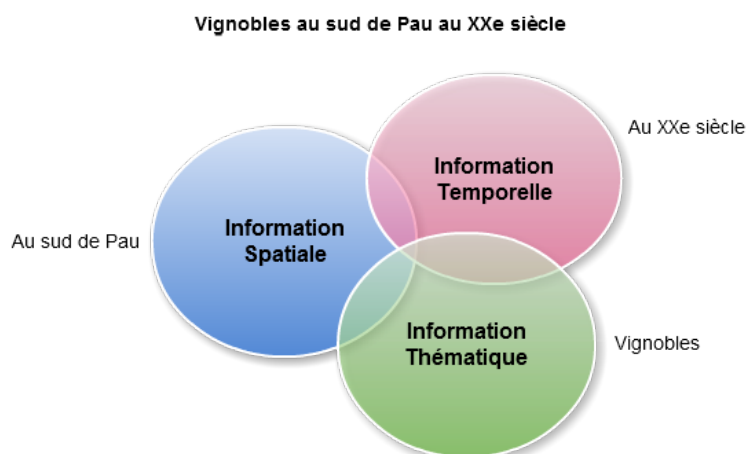 Vignobles au sud de Pau au XXe siècle
Au XXe siècle
Information
Temporelle
Information
Spatiale
Au sud de Pau
Information
Thématique
Vignobles